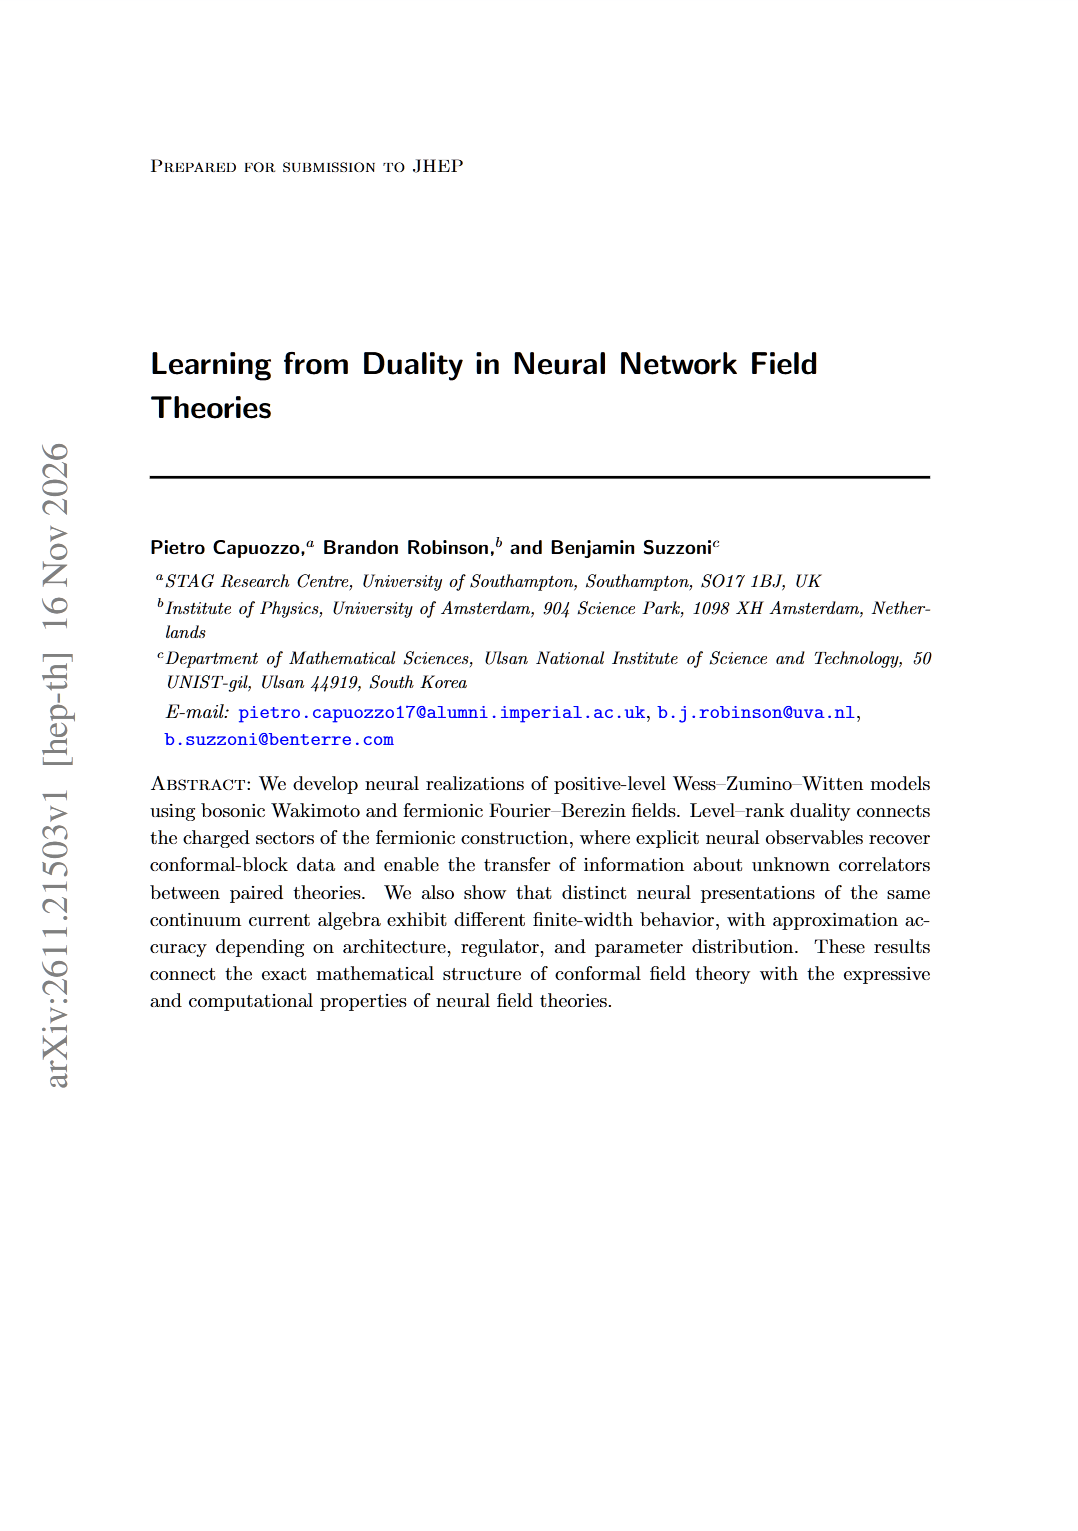 PREPARED FOR SUBMISSION TO JHEP
Learning from Duality in Neural Network Field
Theories
Pietro Capuozzo,ᵃ Brandon Robinson,ᵇ and Benjamin Suzzoniᶜ
ᵃSTAG Research Centre, University of Southampton, Southampton, SO17 1BJ, UK
ᵇInstitute of Physics, University of Amsterdam, 904 Science Park, 1098 XH Amsterdam, Nether-
lands
ᶜDepartment of Mathematical Sciences, Ulsan National Institute of Science and Technology, 50
UNIST-gil, Ulsan 44919, South Korea
E-mail: pietro.capuozzo17@alumni.imperial.ac.uk, b.j.robinson@uva.nl,
b.suzzoni@benterre.com
ABSTRACT: We develop neural realizations of positive-level Wess–Zumino–Witten models
using bosonic Wakimoto and fermionic Fourier–Berezin fields. Level–rank duality connects
the charged sectors of the fermionic construction, where explicit neural observables recover
conformal-block data and enable the transfer of information about unknown correlators
between paired theories. We also show that distinct neural presentations of the same
continuum current algebra exhibit different finite-width behavior, with approximation ac-
curacy depending on architecture, regulator, and parameter distribution. These results
connect the exact mathematical structure of conformal field theory with the expressive
and computational properties of neural field theories.
arXiv:2611.21503v1 [hep-th] 16 Nov 2026